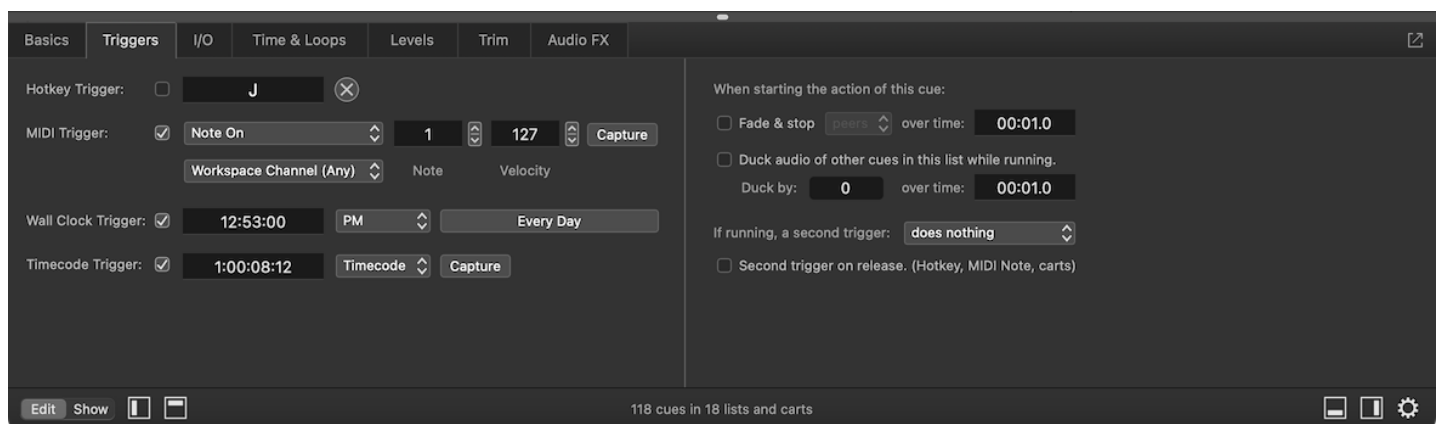 Basics Triggers I/O Time & Loops Levels Trim Audio FX
Hotkey Trigger: J
MIDI Trigger: Note On 1 127 Capture
Workspace Channel (Any) Note Velocity
Wall Clock Trigger: 12:53:00 PM Every Day
Timecode Trigger: 1:00:08:12 Timecode Capture
When starting the action of this cue:
Fade & stop peers over time: 00:01.0
Duck audio of other cues in this list while running.
Duck by: 0 over time: 00:01.0
If running, a second trigger: does nothing
Second trigger on release. (Hotkey, MIDI Note, carts)
Edit Show 118 cues in 18 lists and carts